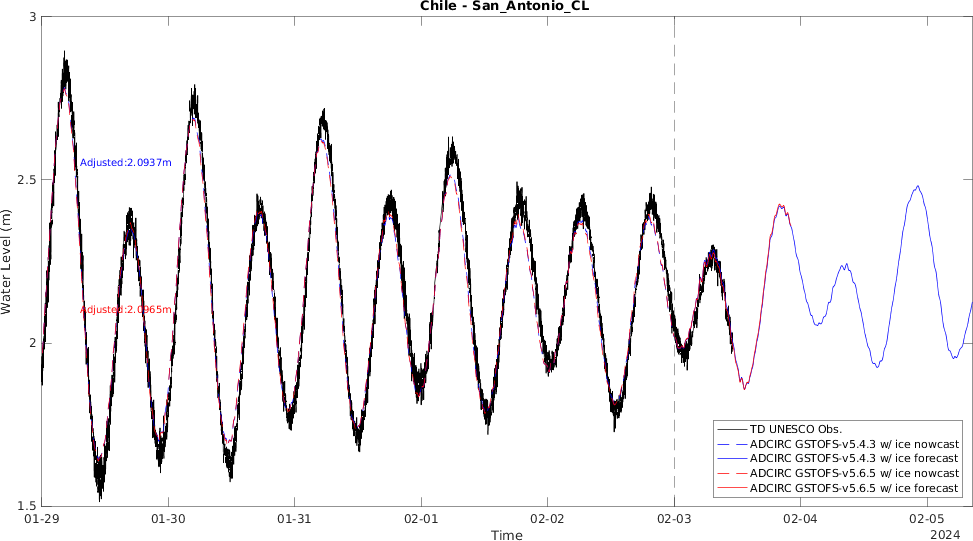 Chile - San_Antonio_CL
3
2.5
2
1.5
Water Level (m)
Adjusted:2.0937m
Adjusted:2.0965m
TD UNESCO Obs.
ADCIRC GSTOFS-v5.4.3 w/ ice nowcast
ADCIRC GSTOFS-v5.4.3 w/ ice forecast
ADCIRC GSTOFS-v5.6.5 w/ ice nowcast
ADCIRC GSTOFS-v5.6.5 w/ ice forecast
01-29
01-30
01-31
02-01
02-02
02-03
02-04
02-05
Time
2024